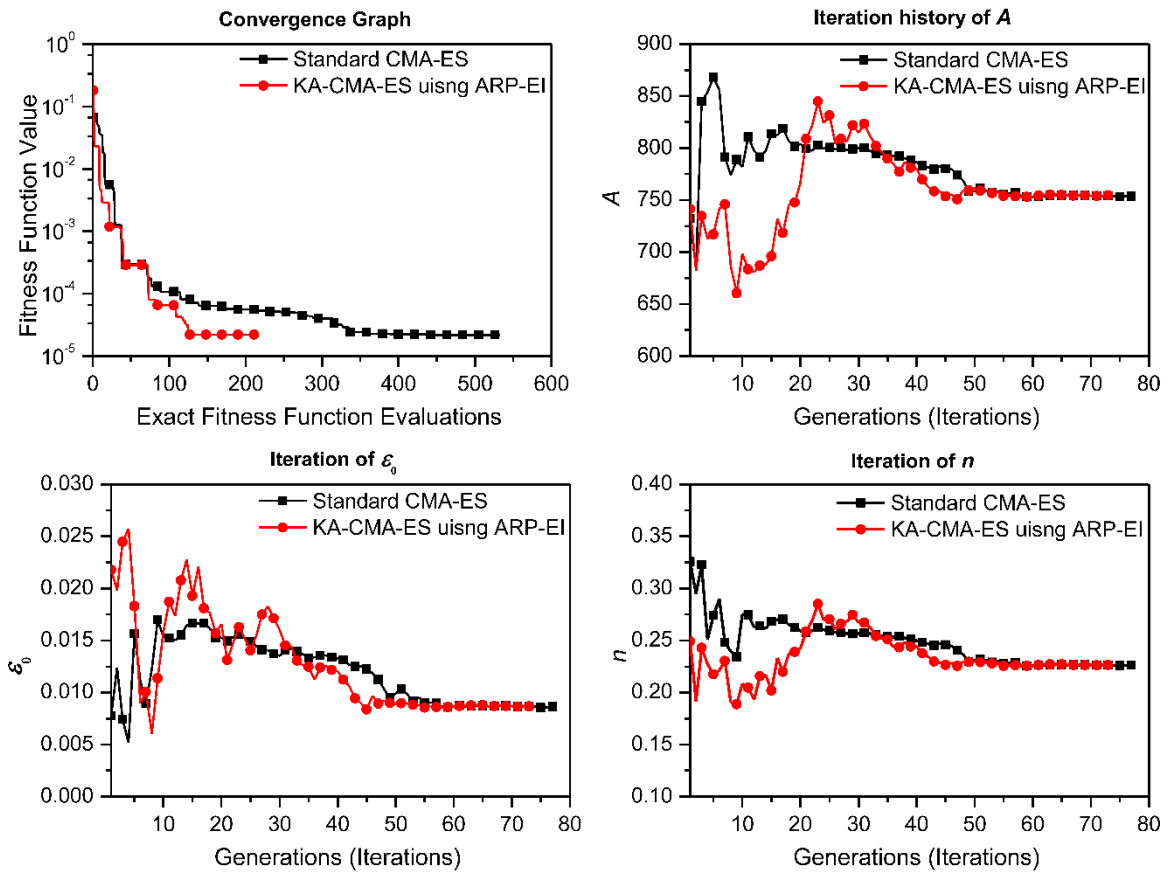 Convergence Graph
10⁰
10⁻¹
10⁻²
10⁻³
10⁻⁴
10⁻⁵
Fitness Function Value
Standard CMA-ES
KA-CMA-ES uisng ARP-EI
0 100 200 300 400 500 600
Exact Fitness Function Evaluations
Iteration history of A
900
850
800
750
700
650
600
A
Standard CMA-ES
KA-CMA-ES uisng ARP-EI
10 20 30 40 50 60 70 80
Generations (Iterations)
Iteration of ε₀
0.030
0.025
0.020
0.015
0.010
0.005
0.000
ε₀
Standard CMA-ES
KA-CMA-ES uisng ARP-EI
10 20 30 40 50 60 70 80
Generations (Iterations)
Iteration of n
0.40
0.35
0.30
0.25
0.20
0.15
0.10
n
Standard CMA-ES
KA-CMA-ES uisng ARP-EI
10 20 30 40 50 60 70 80
Generations (Iterations)